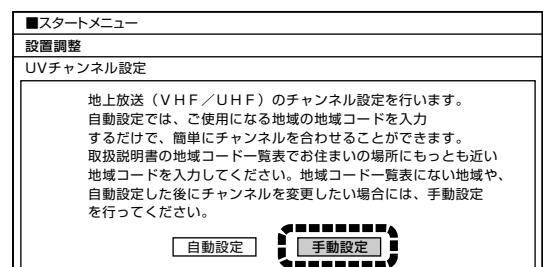 ■スタートメニュー
設置調整
UVチャンネル設定
地上放送（ＶＨＦ／ＵＨＦ）のチャンネル設定を行います。
自動設定では、ご使用になる地域の地域コードを入力
するだけで、簡単にチャンネルを合わせることができます。
取扱説明書の地域コード一覧表でお住まいの場所にもっとも近い
地域コードを入力してください。地域コード一覧表にない地域や、
自動設定した後にチャンネルを変更したい場合には、手動設定
を行ってください。
自動設定 手動設定